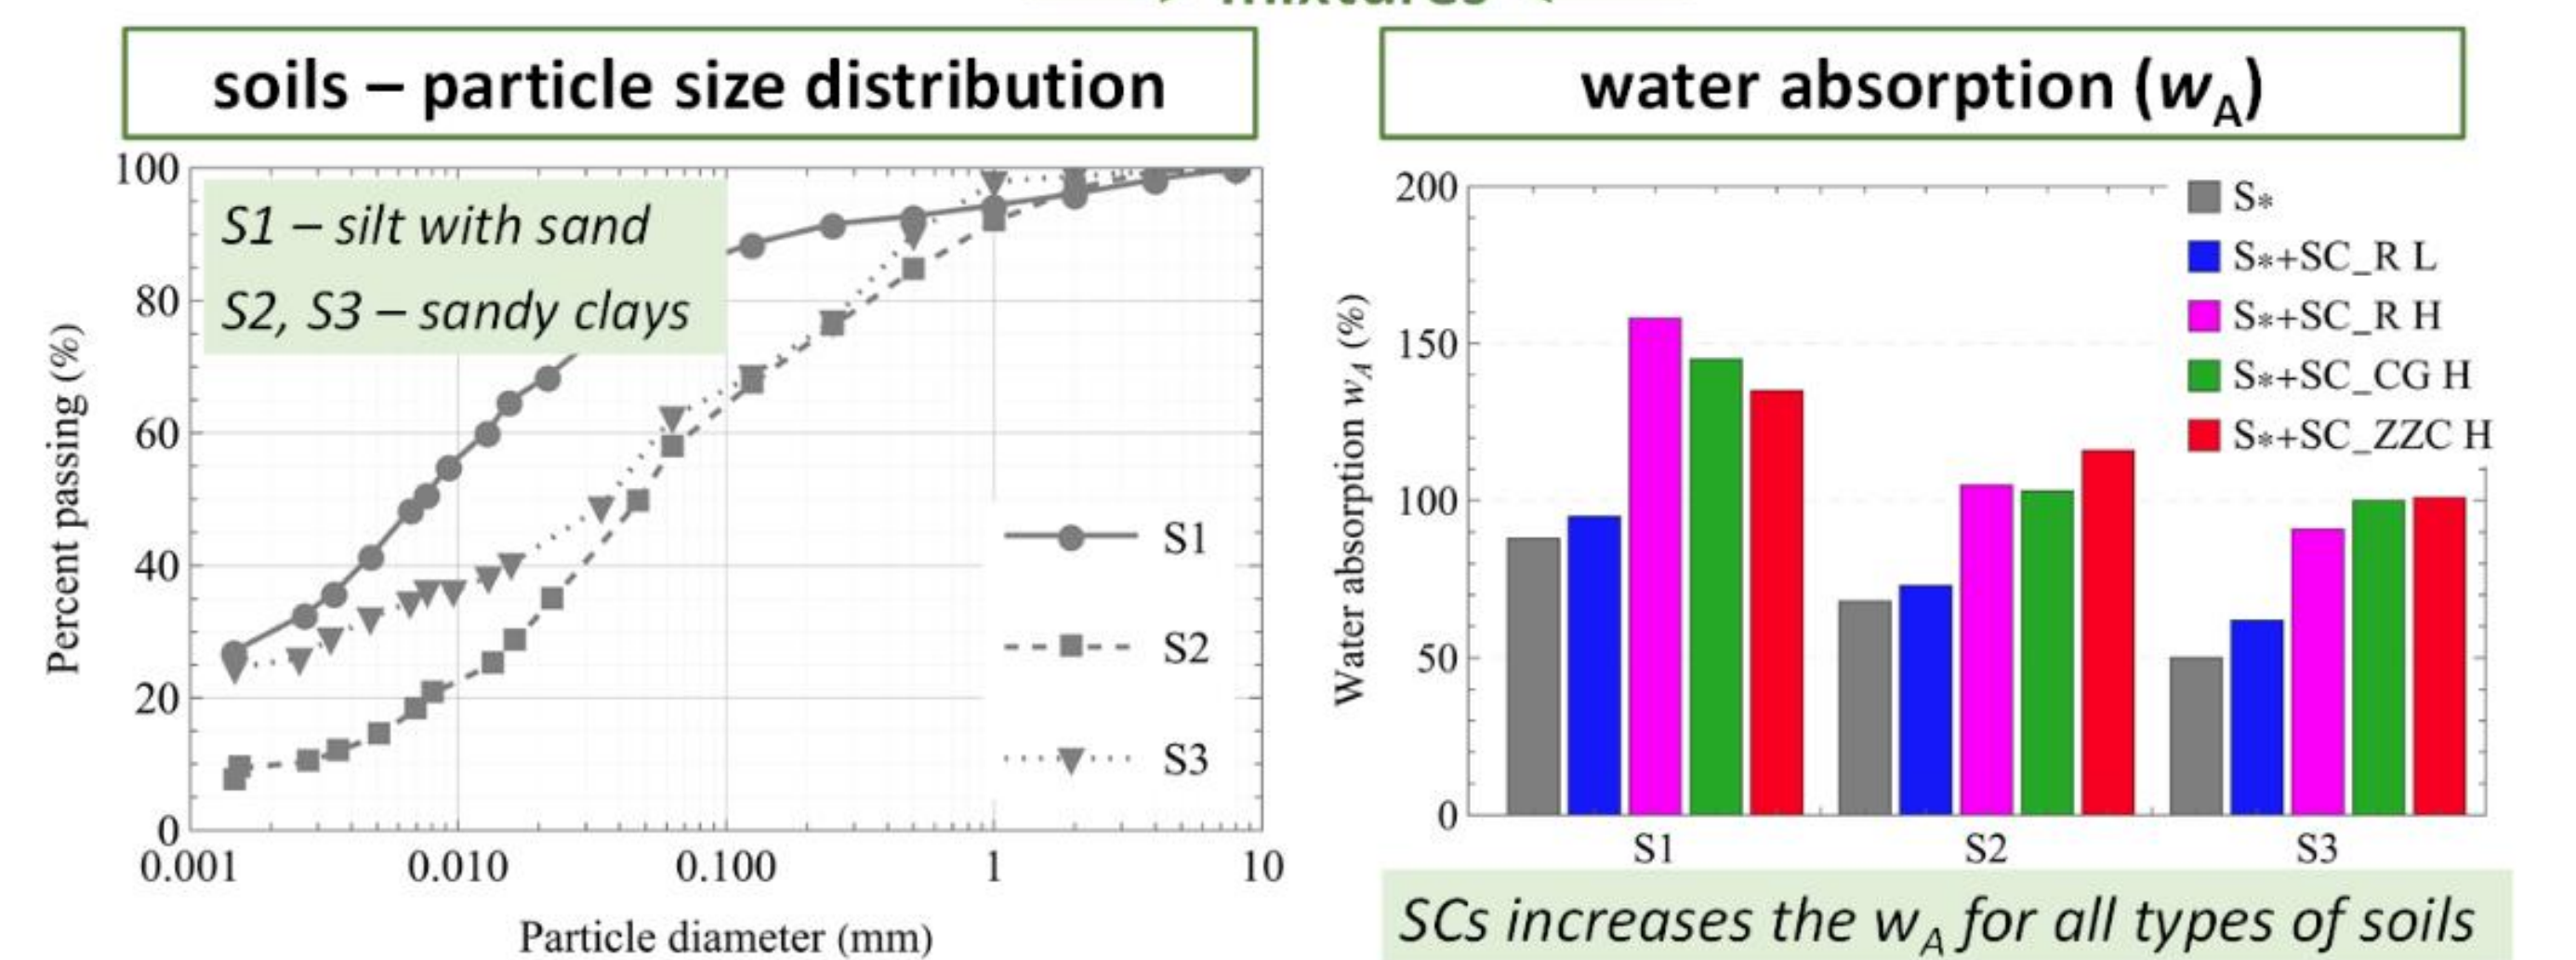 mixtures
soils – particle size distribution
water absorption (wA)
100
80
60
40
20
0
Percent passing (%)
S1 – silt with sand
S2, S3 – sandy clays
S1
S2
S3
0.001 0.010 0.100 1 10
Particle diameter (mm)
200
150
100
50
0
Water absorption wA (%)
S*
S*+SC_R L
S*+SC_R H
S*+SC_CG H
S*+SC_ZZC H
S1 S2 S3
SCs increases the wA for all types of soils